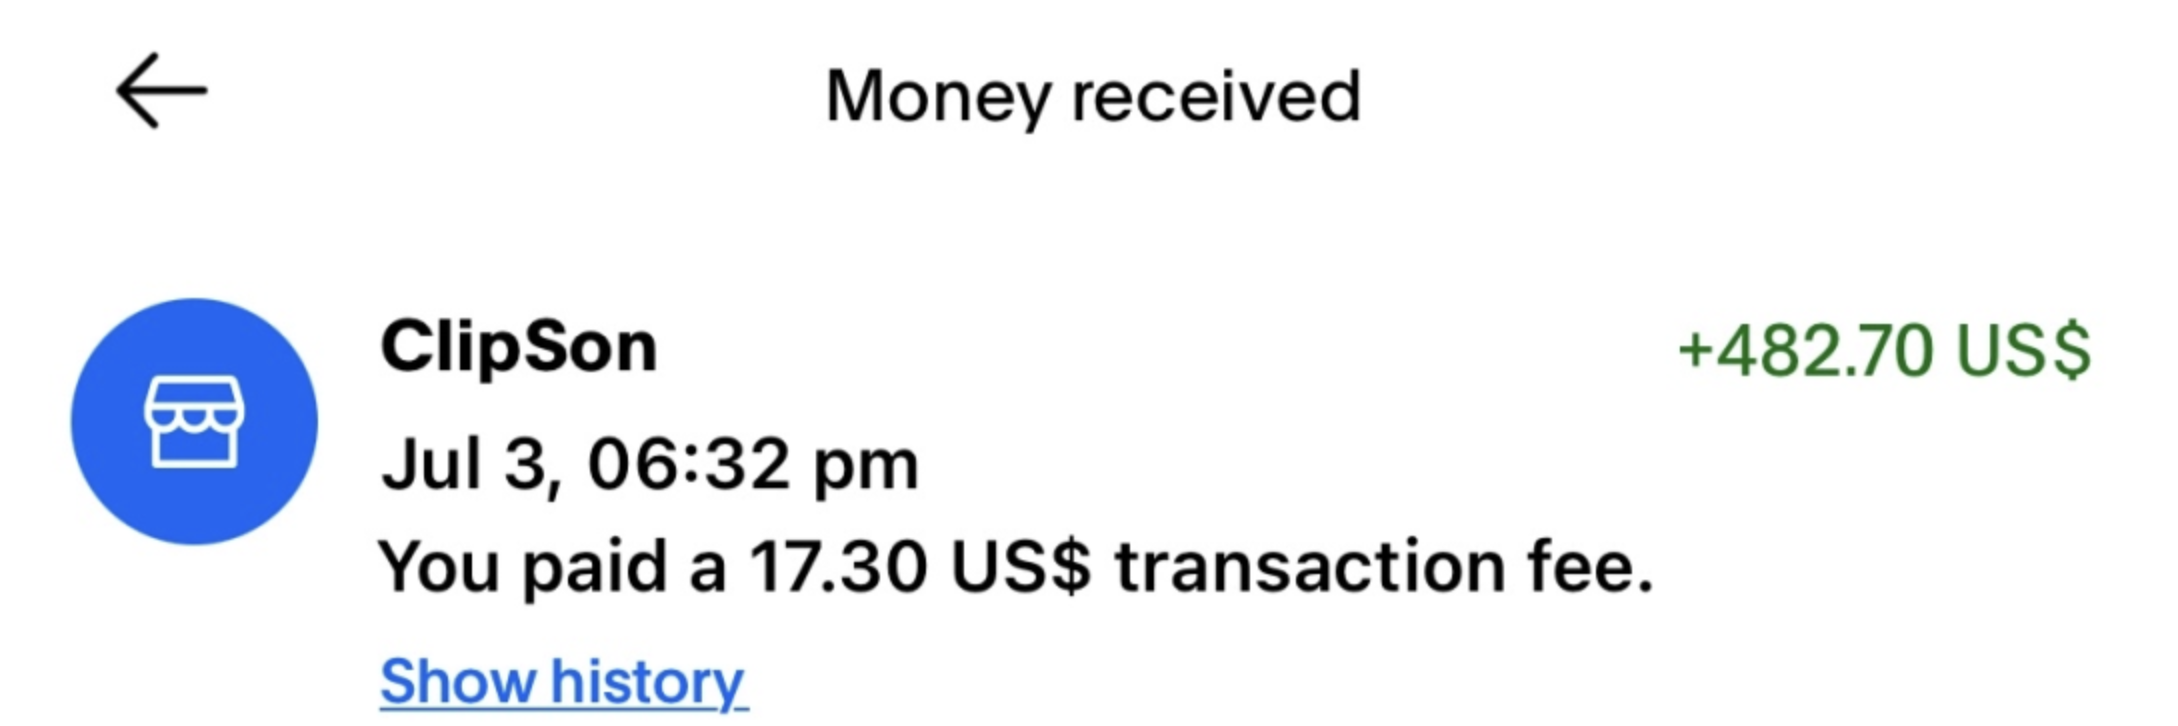 Money received
ClipSon
+482.70 US$
Jul 3, 06:32 pm
You paid a 17.30 US$ transaction fee.
Show history